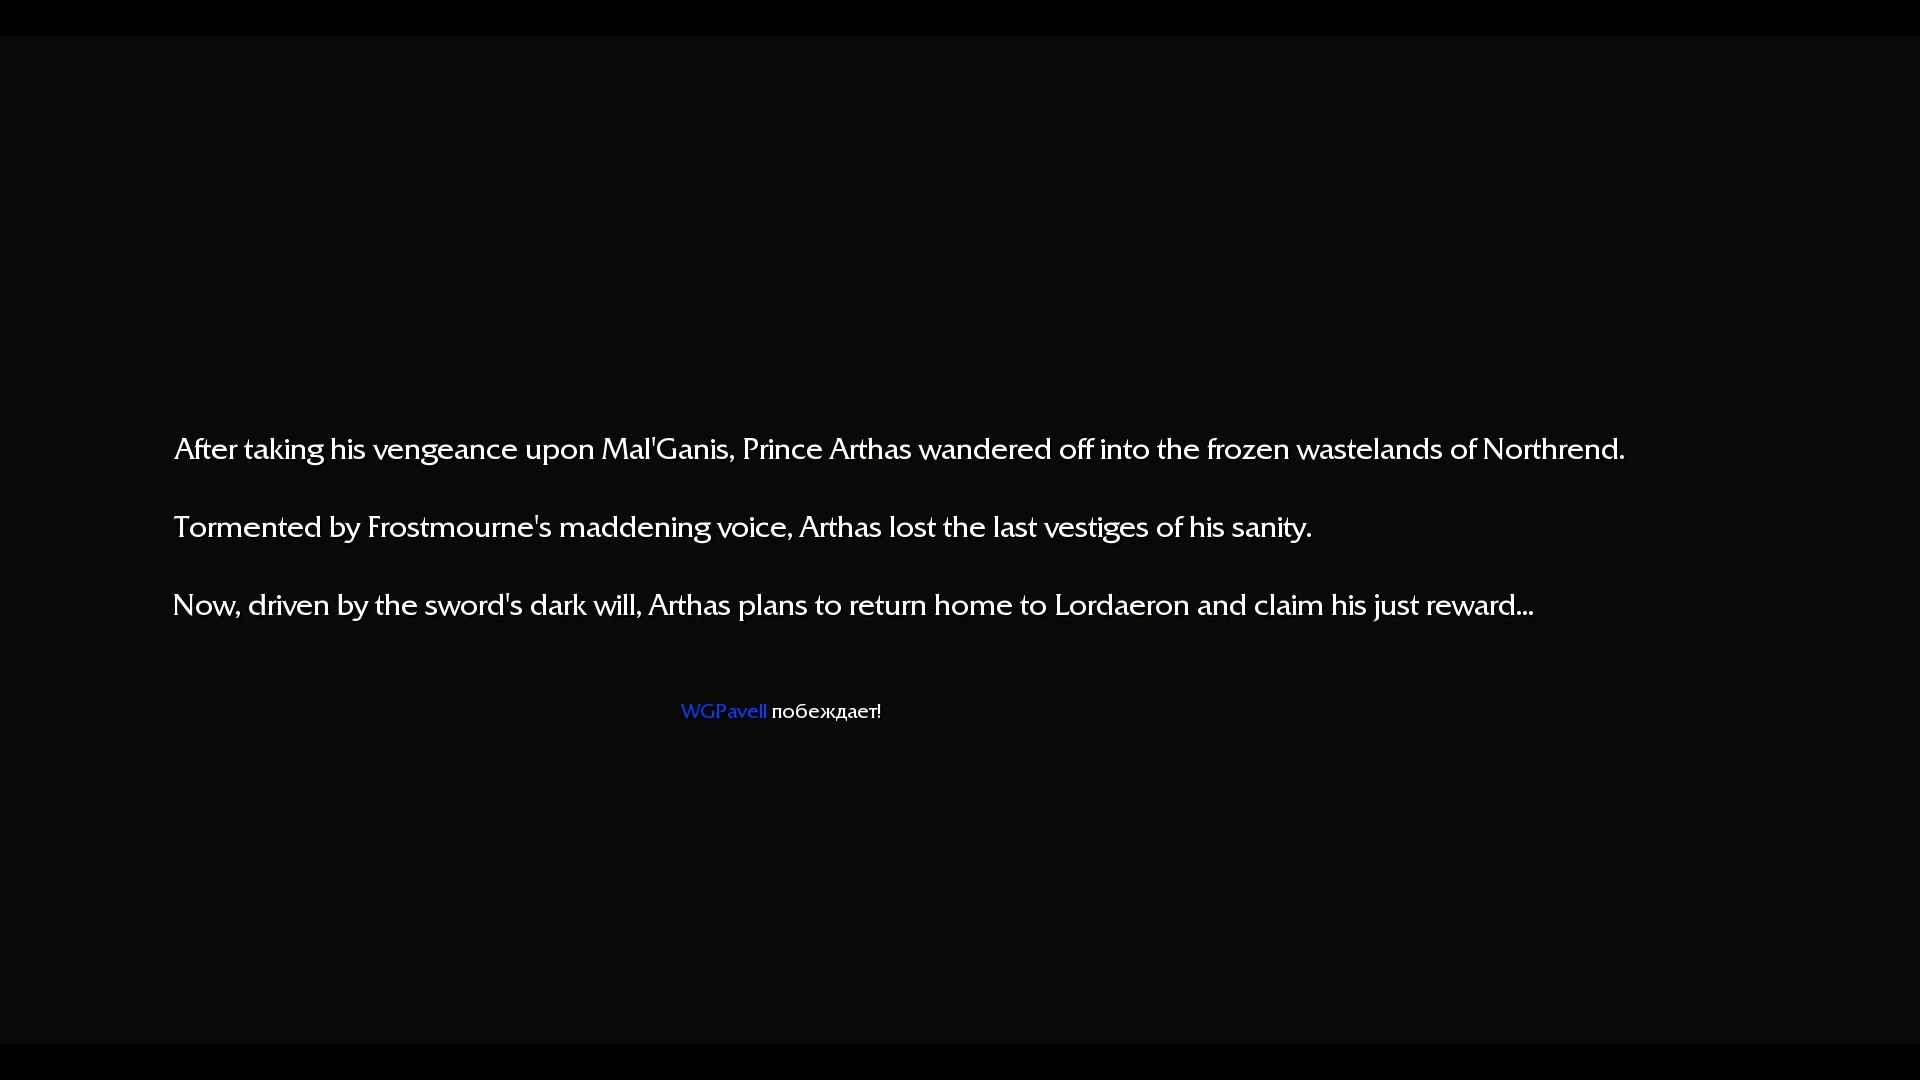 After taking his vengeance upon Mal'Ganis, Prince Arthas wandered off into the frozen wastelands of Northrend.
Tormented by Frostmourne's maddening voice, Arthas lost the last vestiges of his sanity.
Now, driven by the sword's dark will, Arthas plans to return home to Lordaeron and claim his just reward...
WGPavell побеждает!